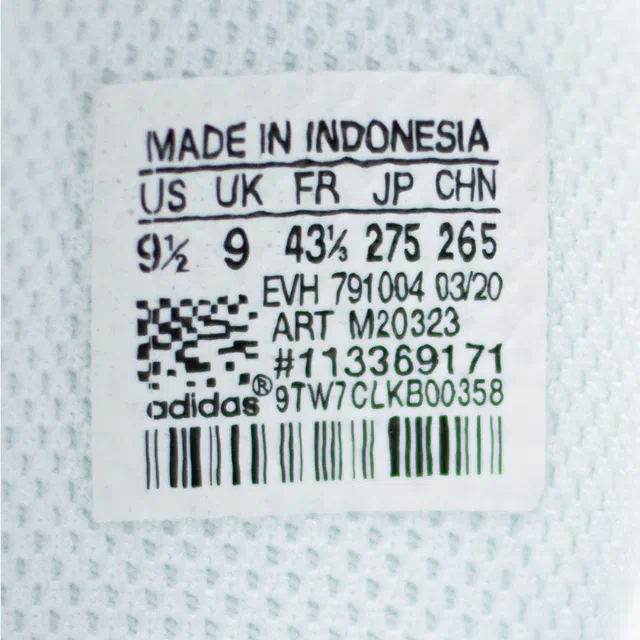 MADE IN INDONESIA
US UK FR JP CHN
9½ 9 43⅓ 275 265
EVH 791004 03/20
ART M20323
#113369171
adidas® 9TW7CLKB00358